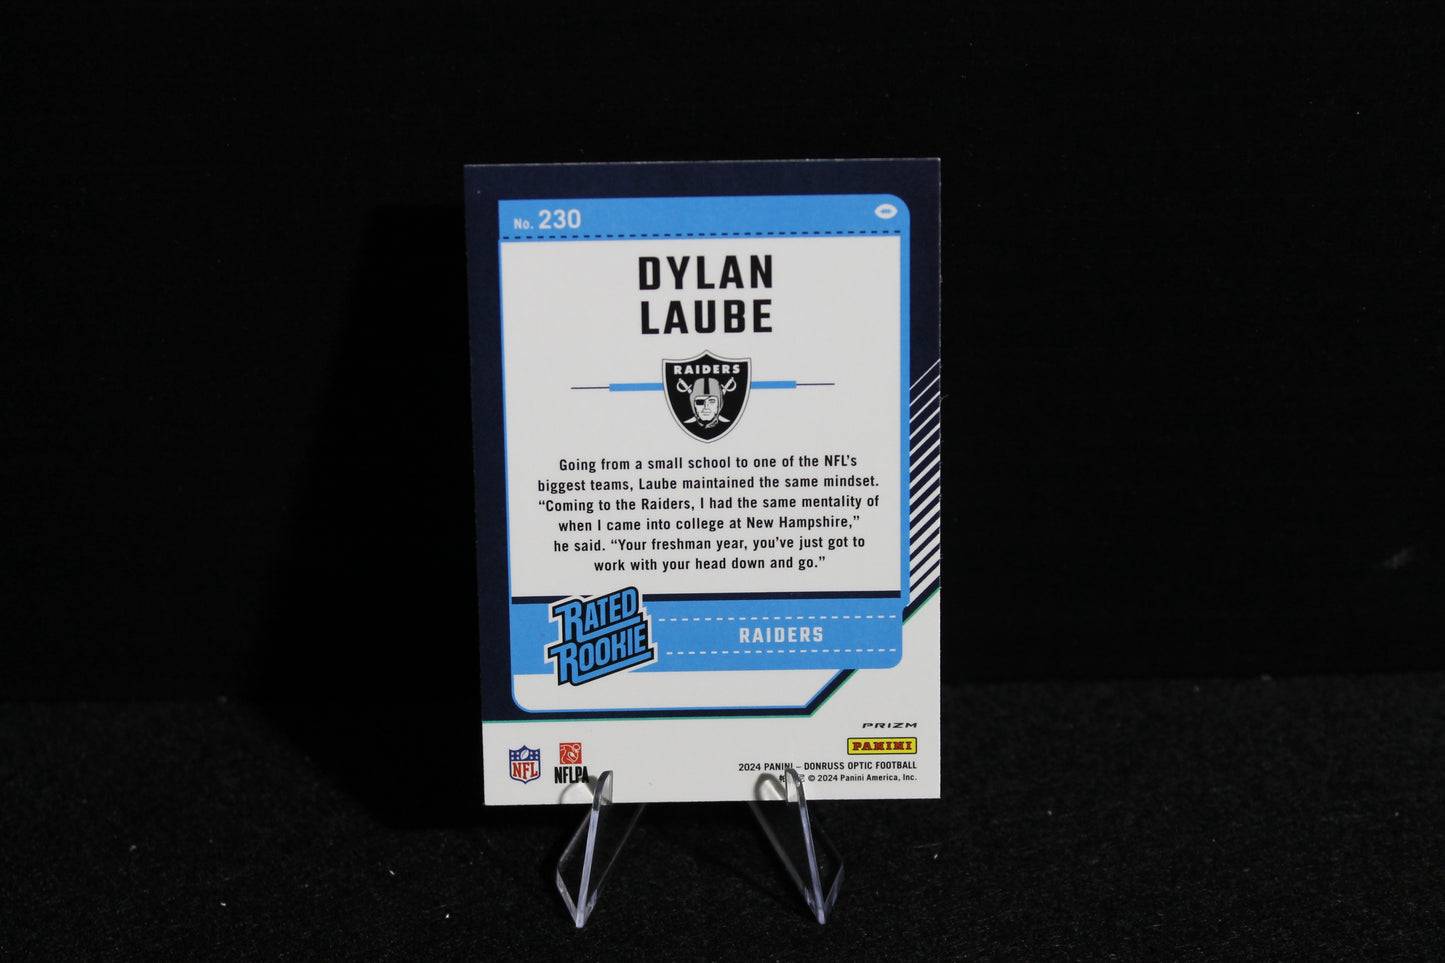 No. 230
DYLAN
LAUBE
RAIDERS
Going from a small school to one of the NFL's
biggest teams, Laube maintained the same mindset.
“Coming to the Raiders, I had the same mentality of
when I came into college at New Hampshire,”
he said. “Your freshman year, you've just got to
work with your head down and go.”
RATED
ROOKIE
RAIDERS
PRIZM
PANINI
NFL
NFLPA
2024 PANINI – DONRUSS OPTIC FOOTBALL
© 2024 Panini America, Inc.